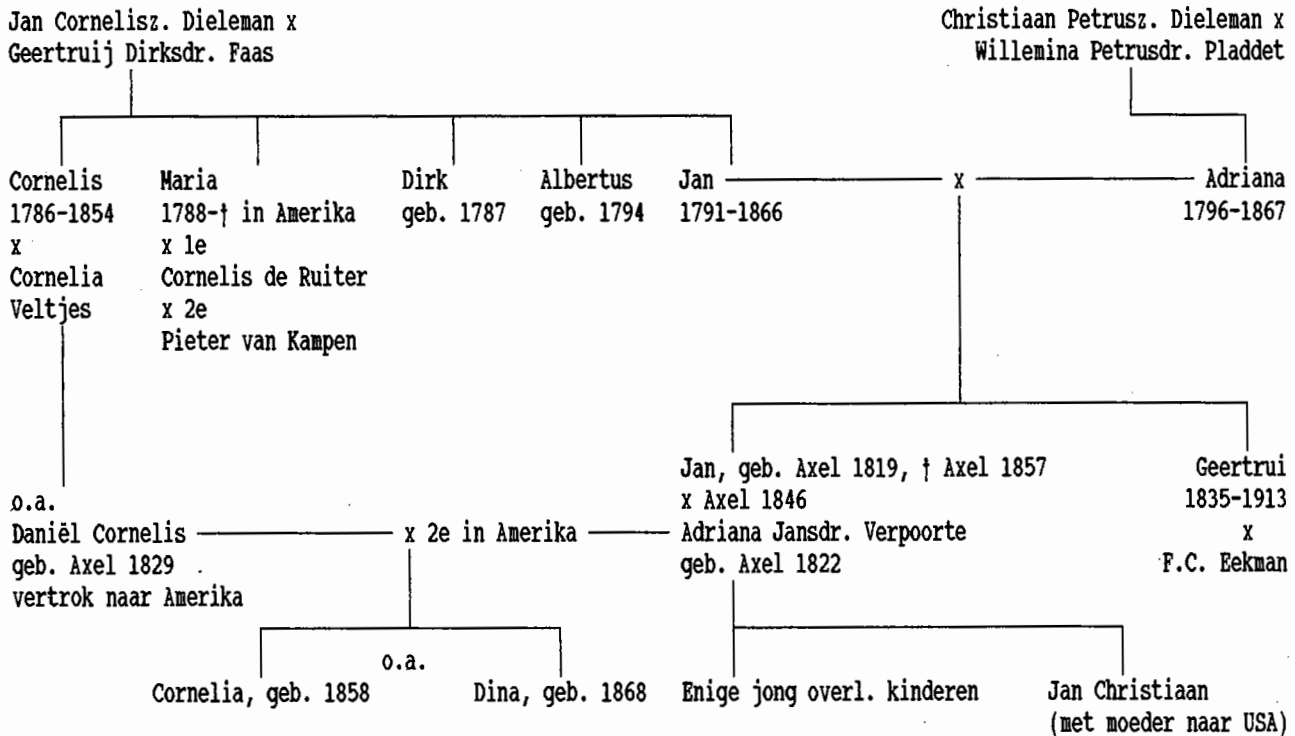 Jan Cornelisz. Dieleman x
Geertruij Dirksdr. Faas
Christiaan Petrusz. Dieleman x
Willemina Petrusdr. Pladdet
Cornelis
1786-1854
x
Cornelia
Veltjes
Maria
1788-† in Amerika
x 1e
Cornelis de Ruiter
x 2e
Pieter van Kampen
Dirk
geb. 1787
Albertus
geb. 1794
Jan
1791-1866
x
Adriana
1796-1867
Jan, geb. Axel 1819, † Axel 1857
x Axel 1846
Adriana Jansdr. Verpoorte
geb. Axel 1822
Geertrui
1835-1913
x
F.C. Eekman
o.a.
Daniël Cornelis
geb. Axel 1829
vertrok naar Amerika
x 2e in Amerika
o.a.
Cornelia, geb. 1858
Dina, geb. 1868
Enige jong overl. kinderen
Jan Christiaan
(met moeder naar USA)